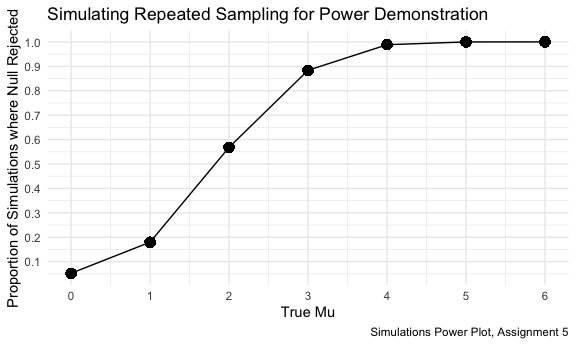 Simulating Repeated Sampling for Power Demonstration
Proportion of Simulations where Null Rejected
1.0
0.9
0.8
0.7
0.6
0.5
0.4
0.3
0.2
0.1
0 1 2 3 4 5 6
True Mu
Simulations Power Plot, Assignment 5